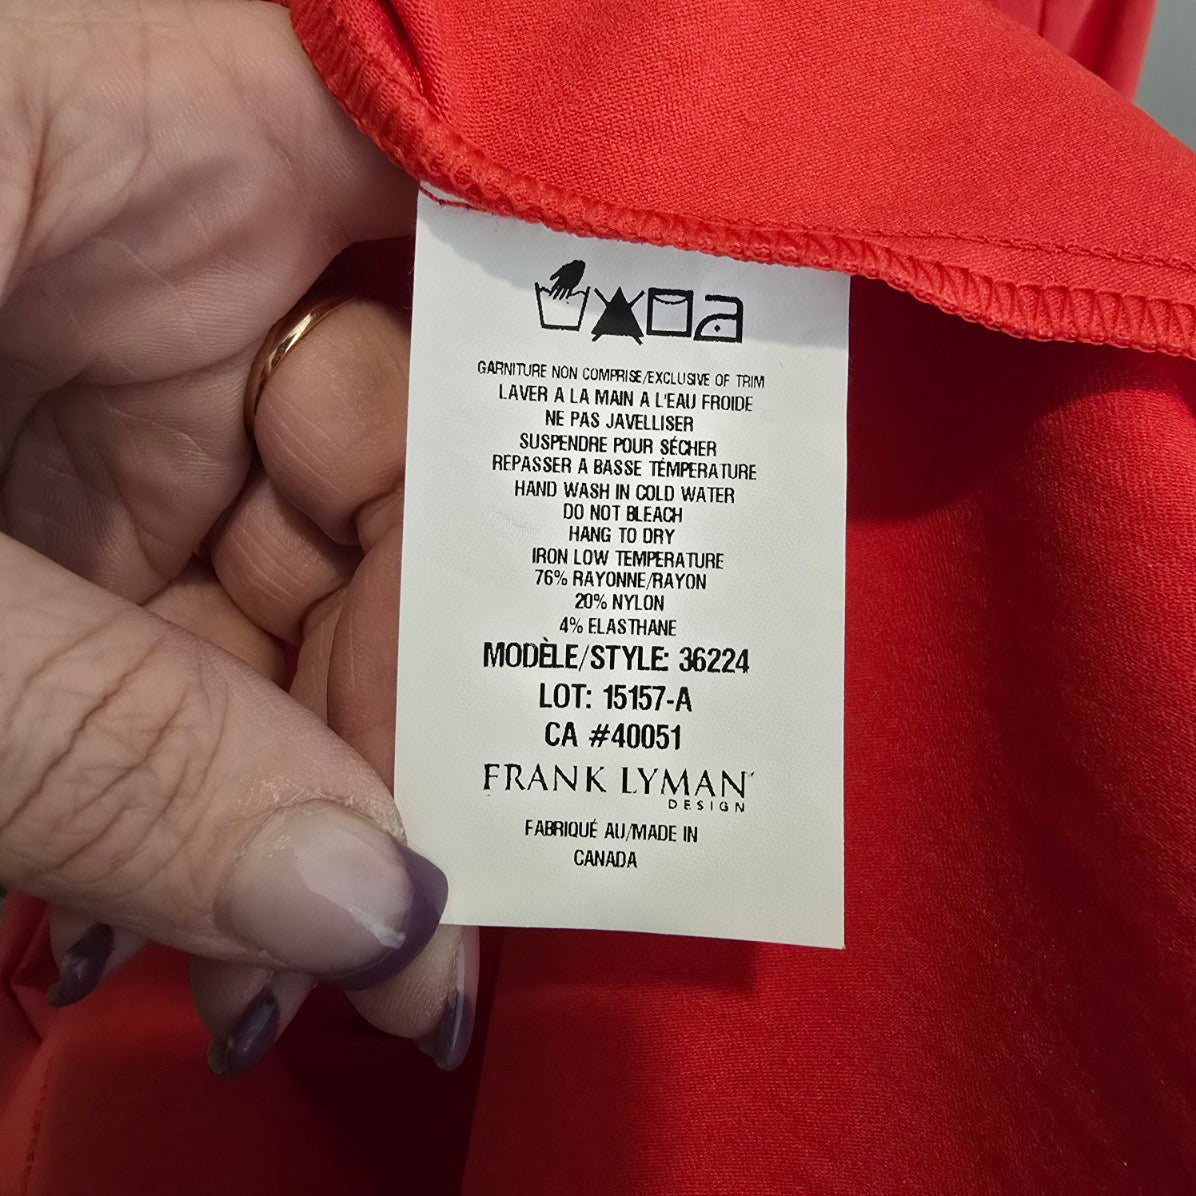 GARNITURE NON COMPRISE/EXCLUSIVE OF TRIM
LAVER A LA MAIN A L'EAU FROIDE
NE PAS JAVELLISER
SUSPENDRE POUR SÉCHER
REPASSER A BASSE TÉMPERATURE
HAND WASH IN COLD WATER
DO NOT BLEACH
HANG TO DRY
IRON LOW TEMPERATURE
76% RAYONNE/RAYON
20% NYLON
4% ELASTHANE
MODÈLE/STYLE: 36224
LOT: 15157-A
CA #40051
FRANK LYMAN
DESIGN
FABRIQUÉ AU/MADE IN
CANADA